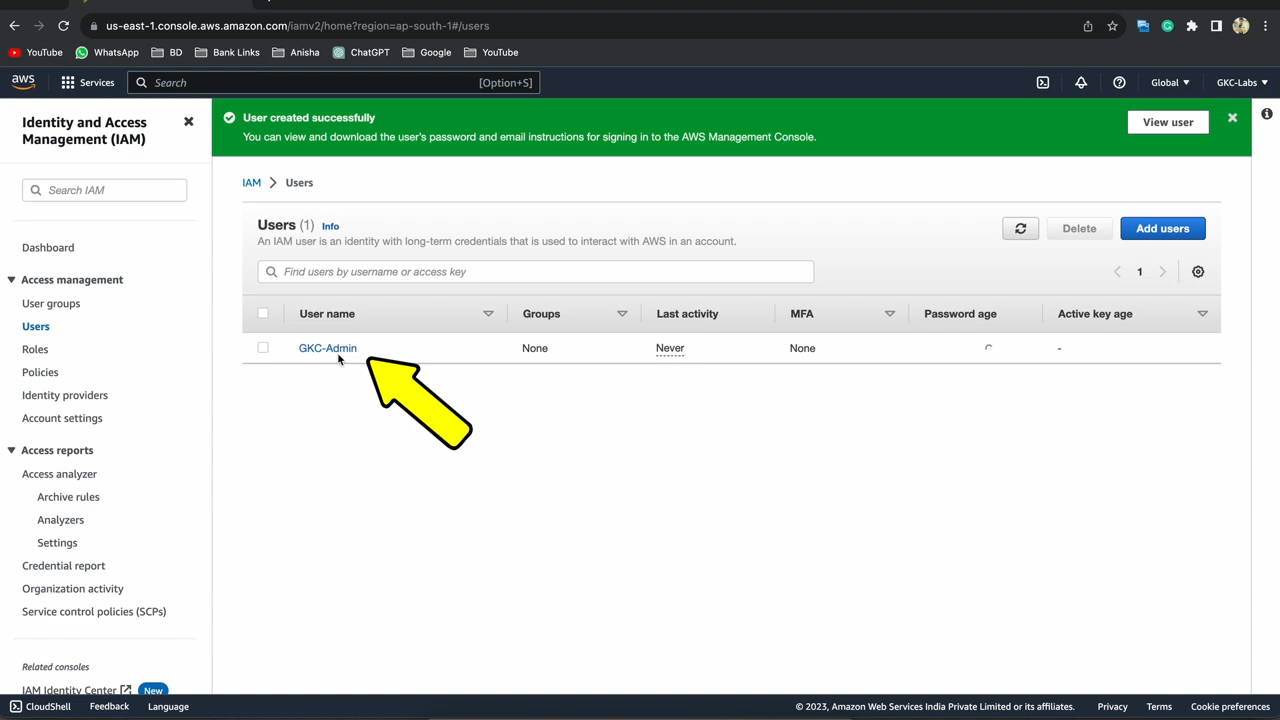 us-east-1.console.aws.amazon.com/iamv2/home?region=ap-south-1#/users
YouTube WhatsApp BD Bank Links Anisha ChatGPT Google YouTube
aws Services Search [Option+S] Global GKC-Labs
Identity and Access Management (IAM)
Search IAM
Dashboard
Access management
User groups
Users
Roles
Policies
Identity providers
Account settings
Access reports
Access analyzer
Archive rules
Analyzers
Settings
Credential report
Organization activity
Service control policies (SCPs)
Related consoles
IAM Identity Center New
User created successfully
You can view and download the user's password and email instructions for signing in to the AWS Management Console.
View user
IAM > Users
Users (1) Info
An IAM user is an identity with long-term credentials that is used to interact with AWS in an account.
Delete Add users
Find users by username or access key
1
User name Groups Last activity MFA Password age Active key age
GKC-Admin None Never None -
CloudShell Feedback Language © 2023, Amazon Web Services India Private Limited or its affiliates. Privacy Terms Cookie preferences